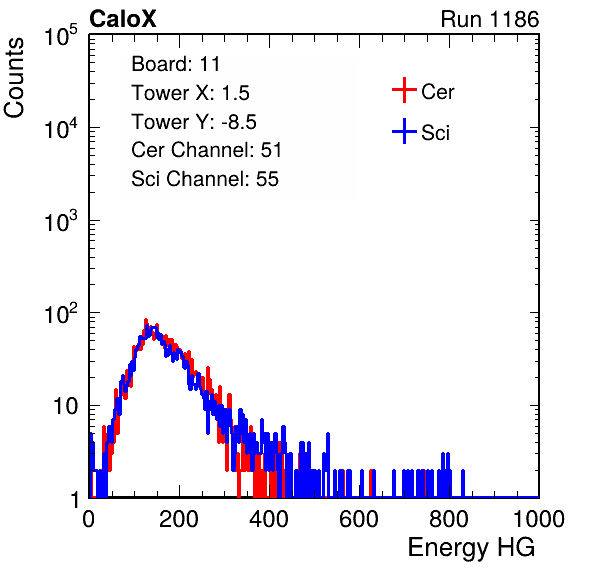 CaloX Run 1186
Counts
Board: 11
Tower X: 1.5
Tower Y: -8.5
Cer Channel: 51
Sci Channel: 55
Cer
Sci
10^5
10^4
10^3
10^2
10
1
0 200 400 600 800 1000
Energy HG